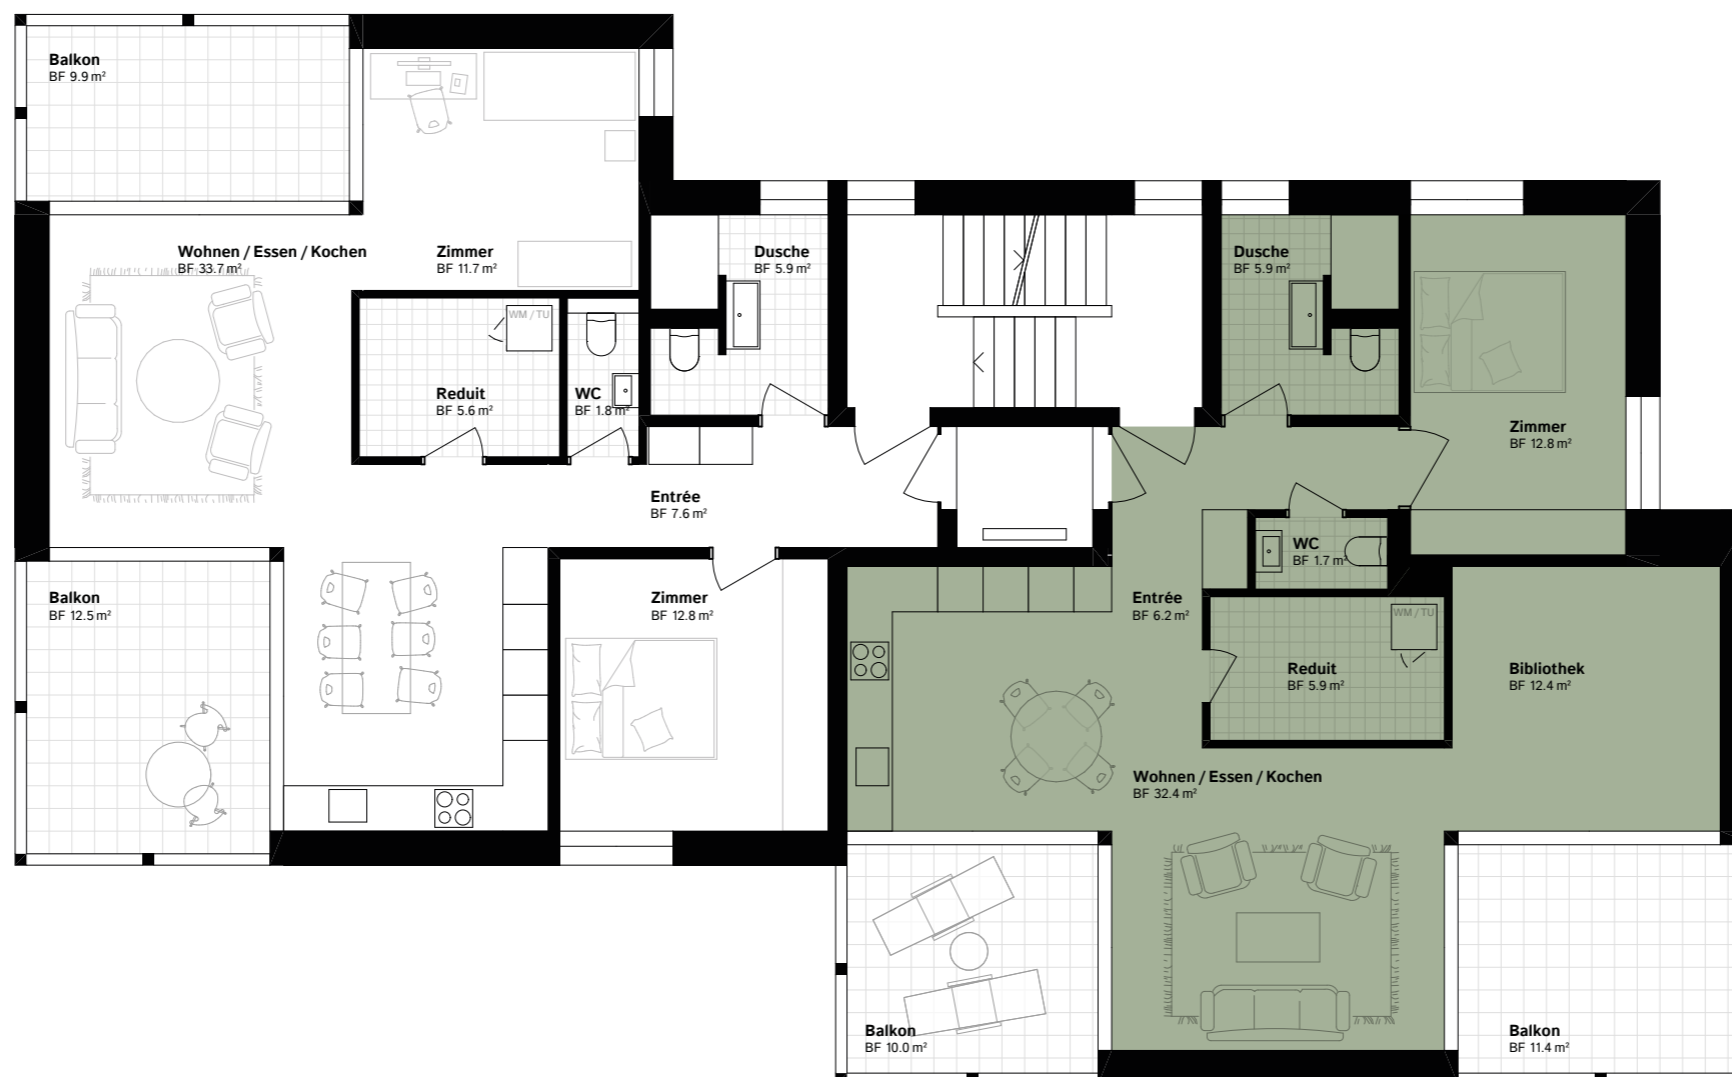 Balkon
BF 9.9 m²
Wohnen / Essen / Kochen
BF 33.7 m²
Zimmer
BF 11.7 m²
Dusche
BF 5.9 m²
Dusche
BF 5.9 m²
WM / TU
Reduit
BF 5.6 m²
WC
BF 1.8 m²
Zimmer
BF 12.8 m²
Entrée
BF 7.6 m²
WC
BF 1.7 m²
Balkon
BF 12.5 m²
Zimmer
BF 12.8 m²
Entrée
BF 6.2 m²
WM / TU
Reduit
BF 5.9 m²
Bibliothek
BF 12.4 m²
Wohnen / Essen / Kochen
BF 32.4 m²
Balkon
BF 10.0 m²
Balkon
BF 11.4 m²